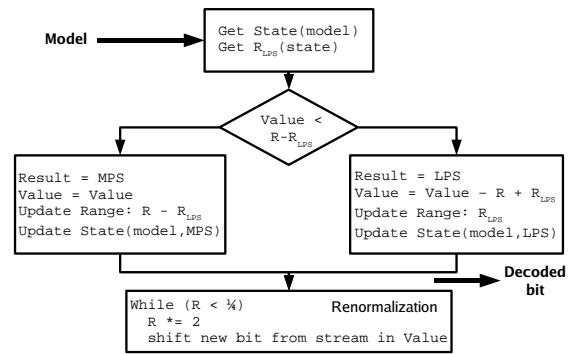 Model
Get State(model)
Get R_LPS(state)
Value <
R-R_LPS
Result = MPS
Value = Value
Update Range: R - R_LPS
Update State(model,MPS)
Result = LPS
Value = Value - R + R_LPS
Update Range: R_LPS
Update State(model,LPS)
Decoded
bit
While (R < ¼)
R *= 2
shift new bit from stream in Value
Renormalization